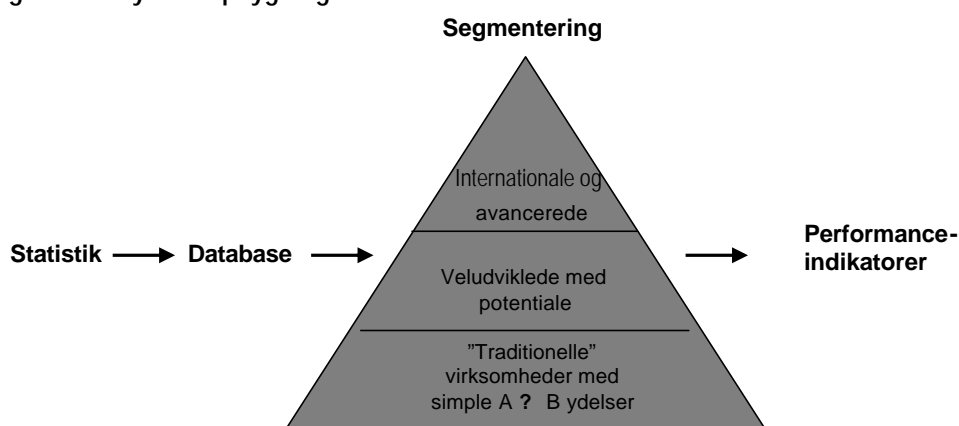 Segmentering
Internationale og
avancerede
Statistik
Database
Veludviklede med
potentiale
”Traditionelle”
virksomheder med
simple A ? B ydelser
Performance-
indikatorer